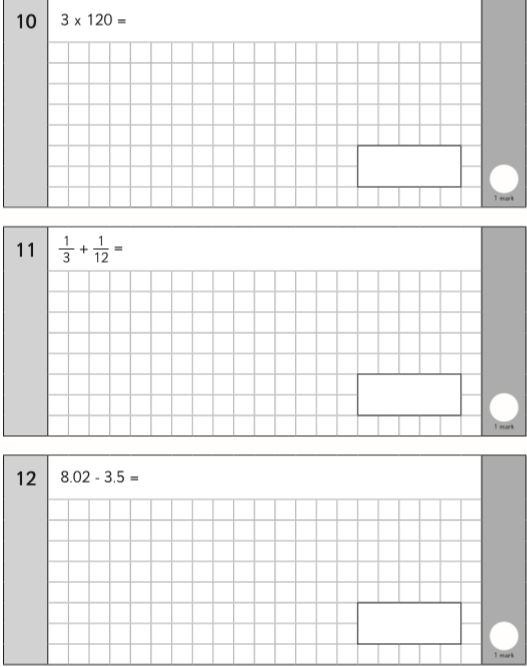 10
3 x 120 =
1 mark
11
1/3 + 1/12 =
1 mark
12
8.02 - 3.5 =
1 mark